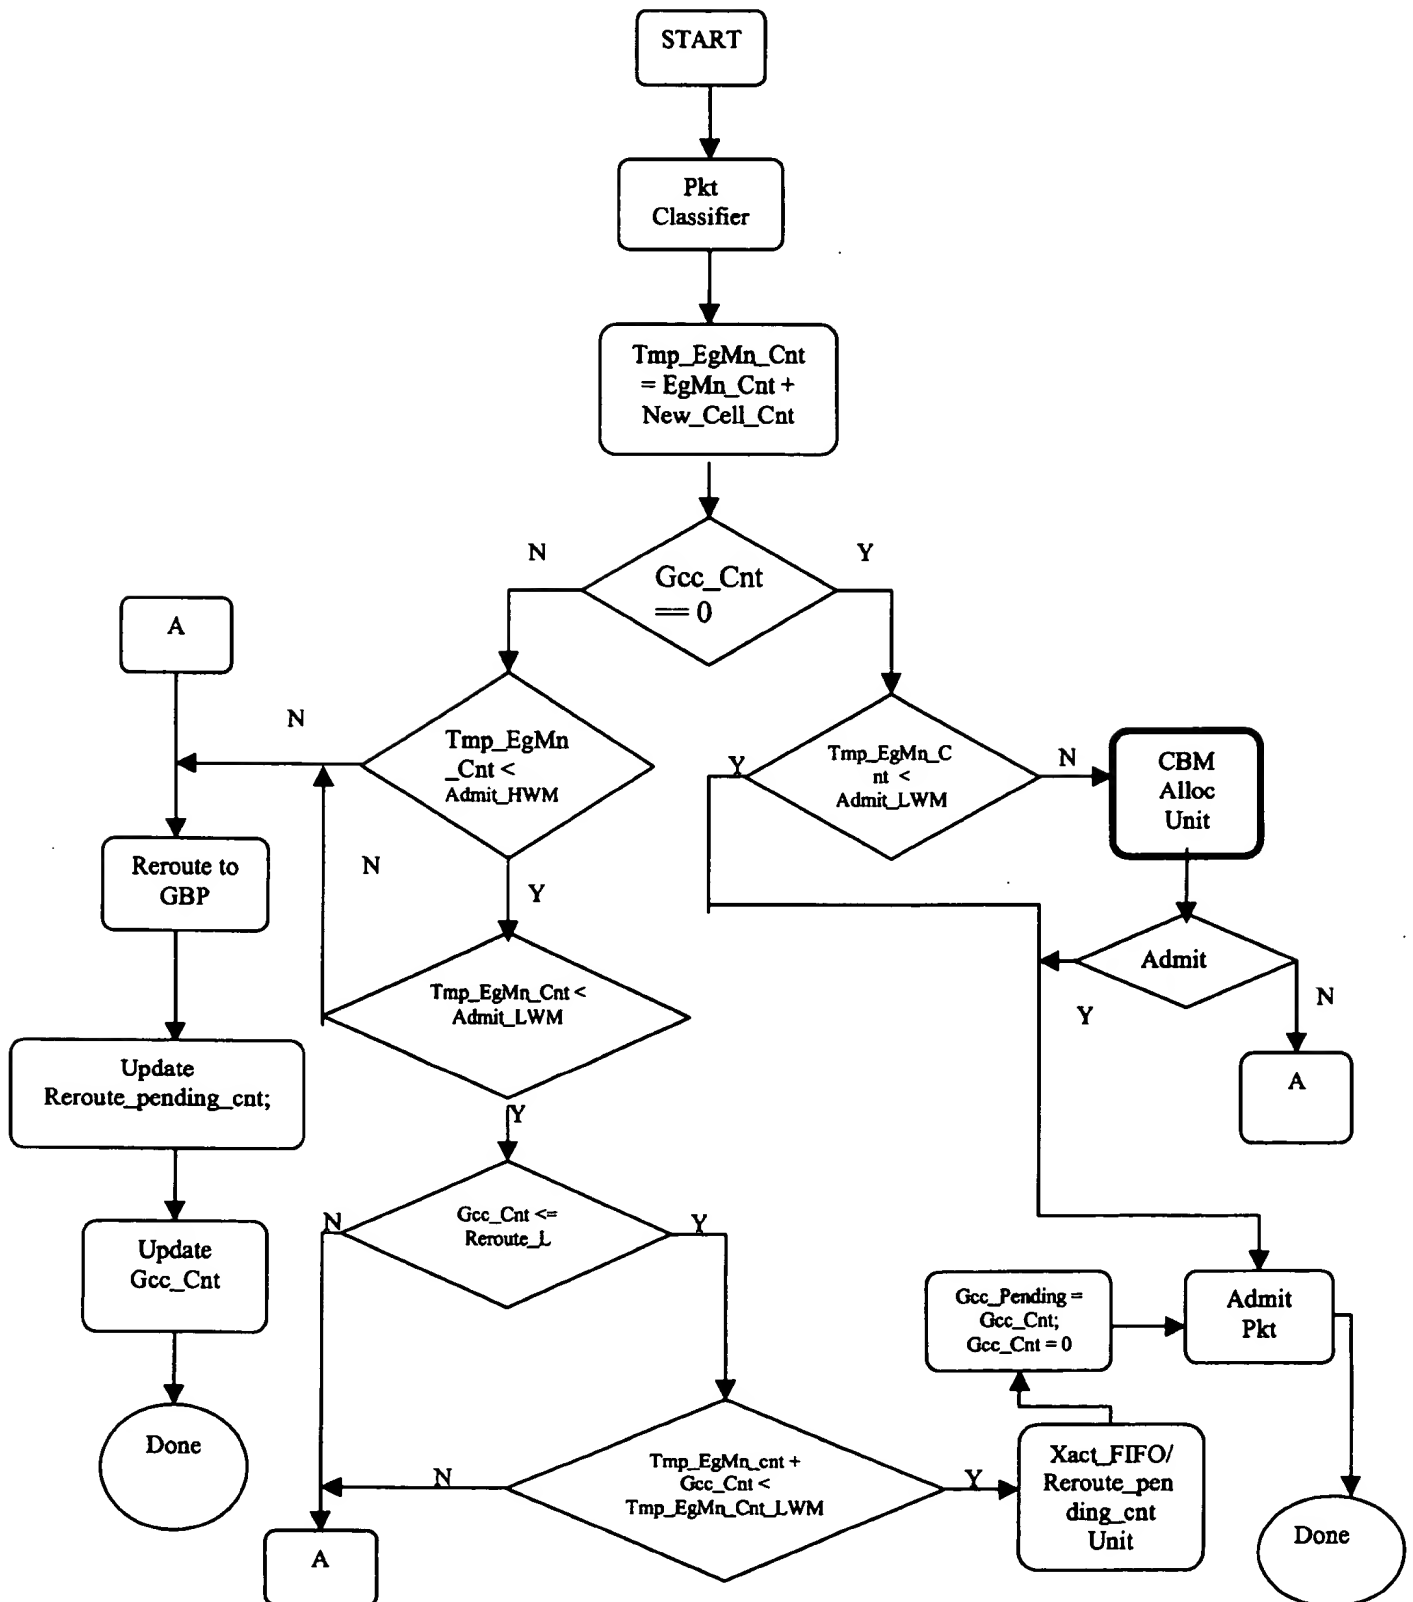 START
Pkt
Classifier
Tmp_EgMn_Cnt
= EgMn_Cnt +
New_Cell_Cnt
N
Y
Gcc_Cnt
== 0
A
N
Tmp_EgMn
_Cnt <
Admit_HWM
Y
Tmp_EgMn_C
nt <
Admit_LWM
N
CBM
Alloc
Unit
Reroute to
GBP
N
Y
Admit
Y
N
Tmp_EgMn_Cnt <
Admit_LWM
Update
Reroute_pending_cnt;
A
Y
Gcc_Cnt <=
Reroute_L
N
Y
Update
Gcc_Cnt
Gcc_Pending =
Gcc_Cnt;
Gcc_Cnt = 0
Admit
Pkt
Done
N
Tmp_EgMn_cnt +
Gcc_Cnt <
Tmp_EgMn_Cnt_LWM
Y
Xact_FIFO/
Reroute_pen
ding_cnt
Unit
Done
A